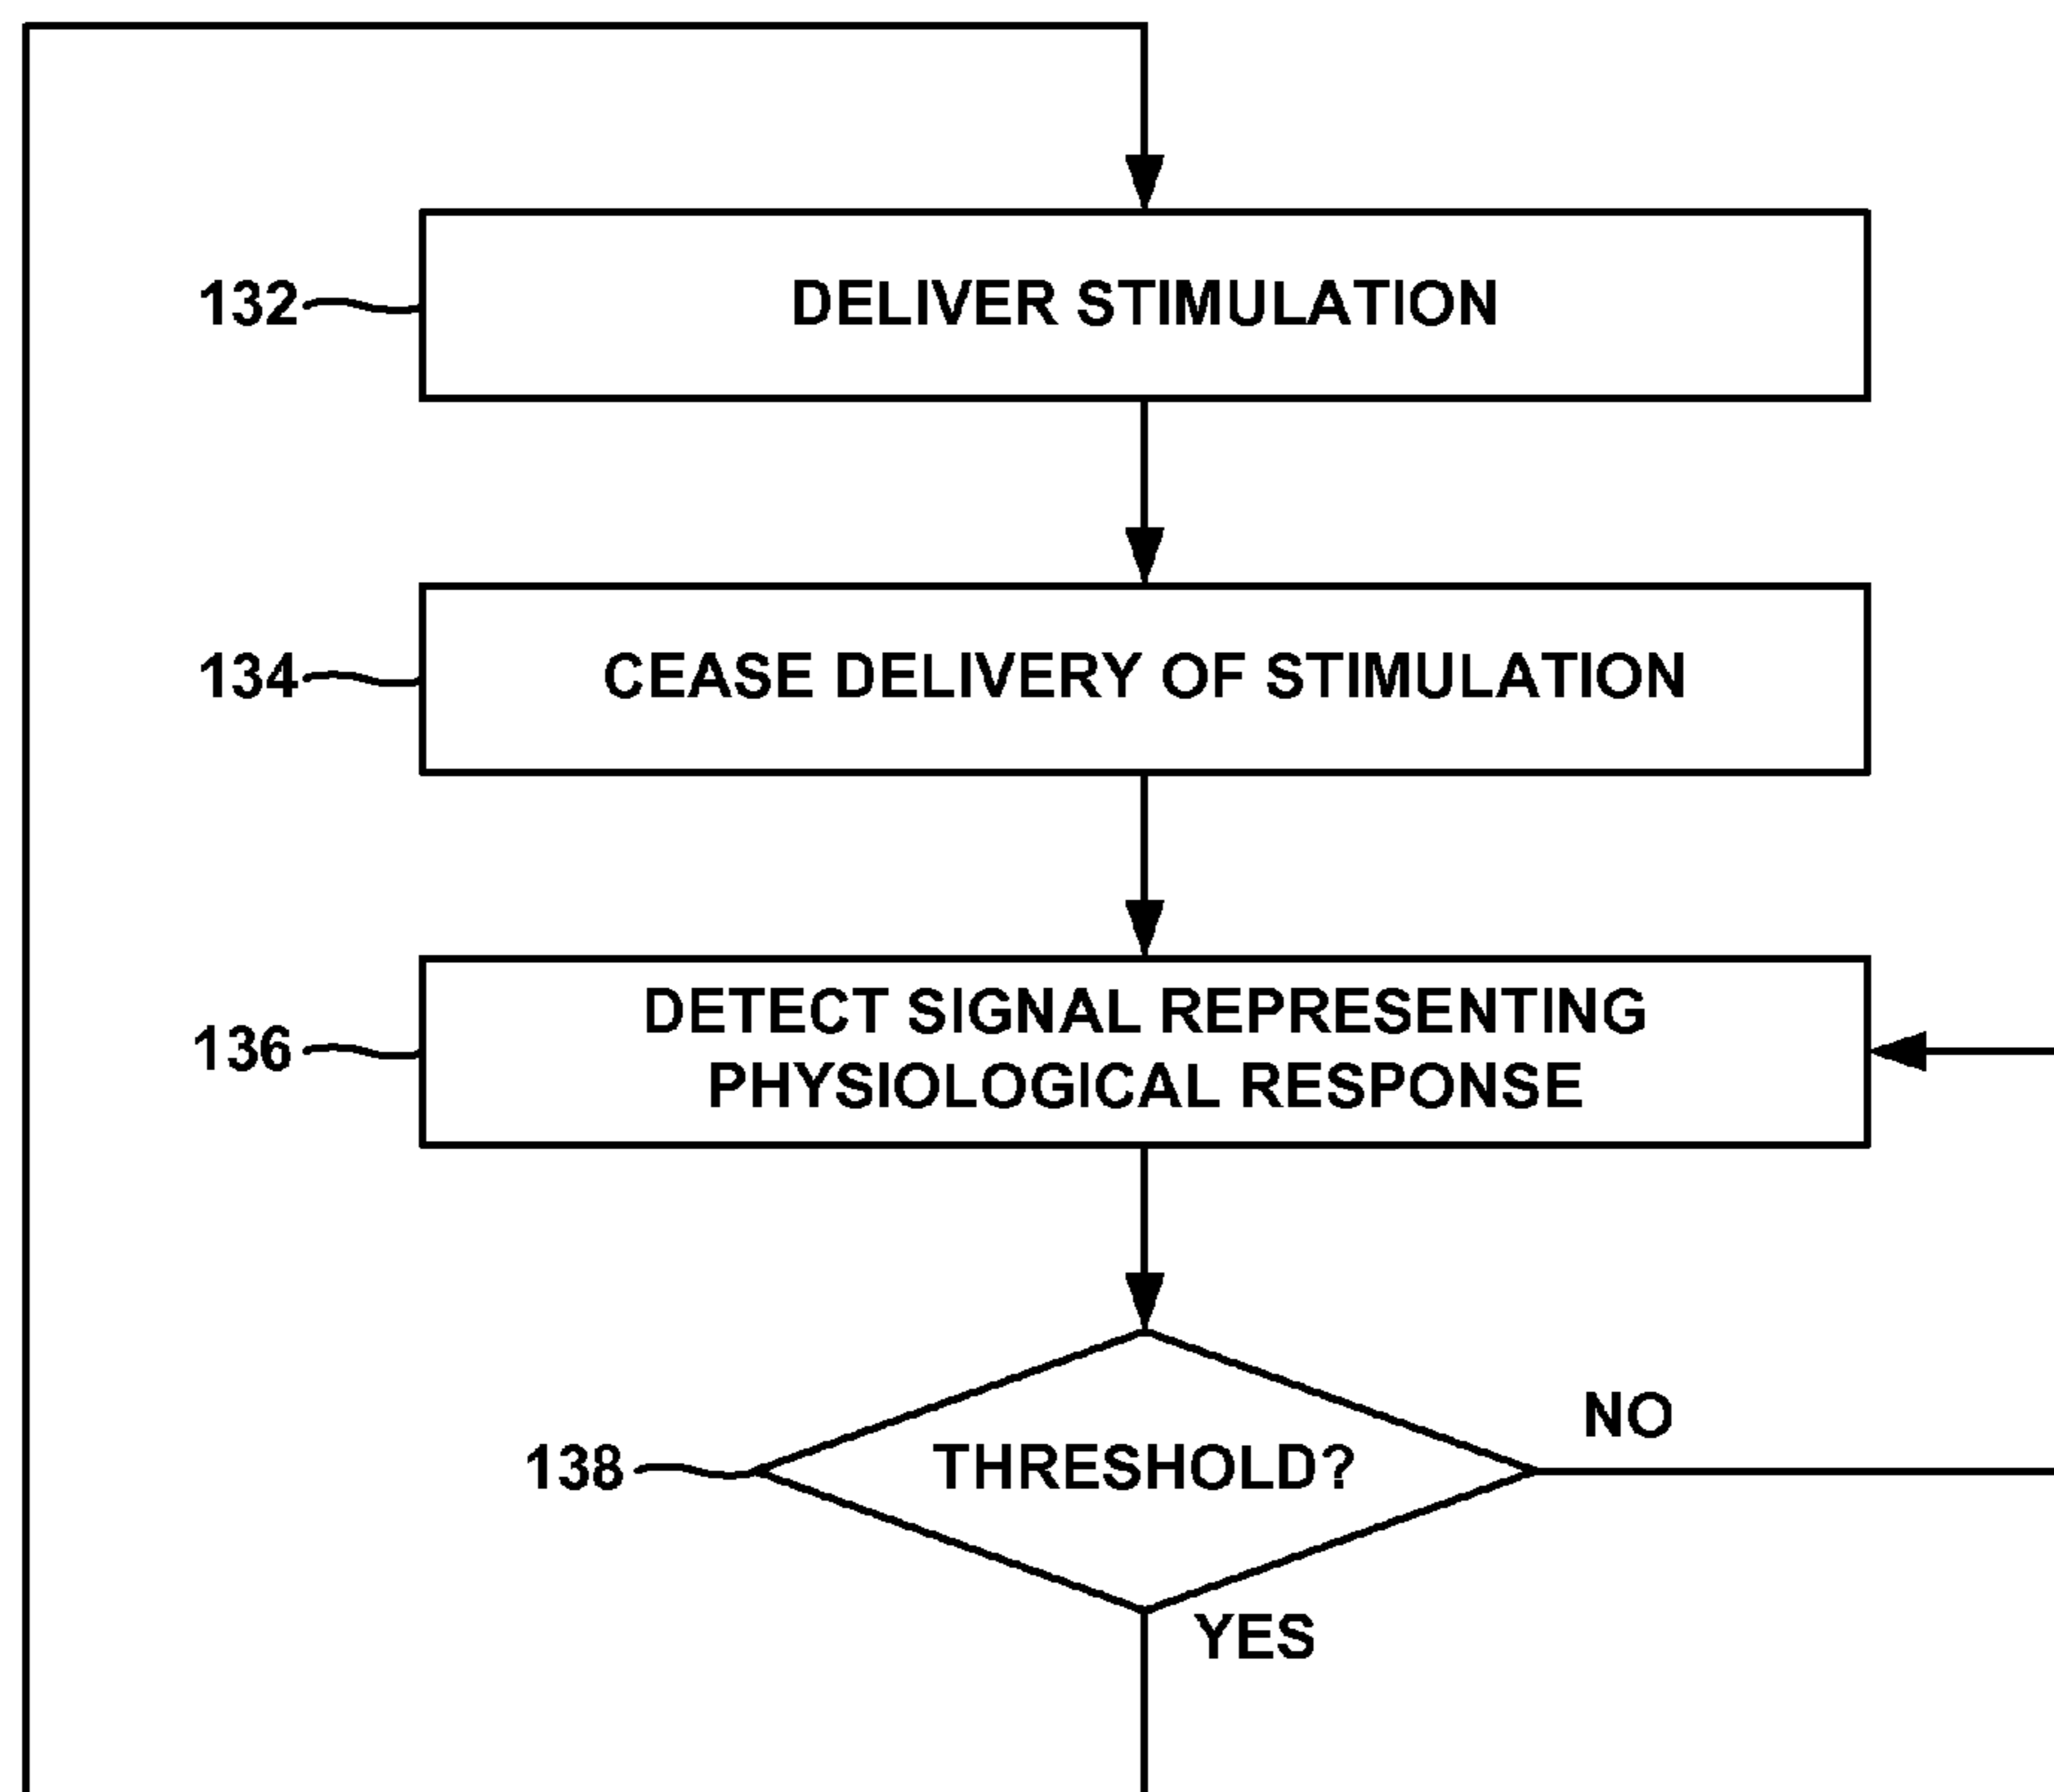 132
DELIVER STIMULATION
134
CEASE DELIVERY OF STIMULATION
136
DETECT SIGNAL REPRESENTING
PHYSIOLOGICAL RESPONSE
138
THRESHOLD?
NO
YES